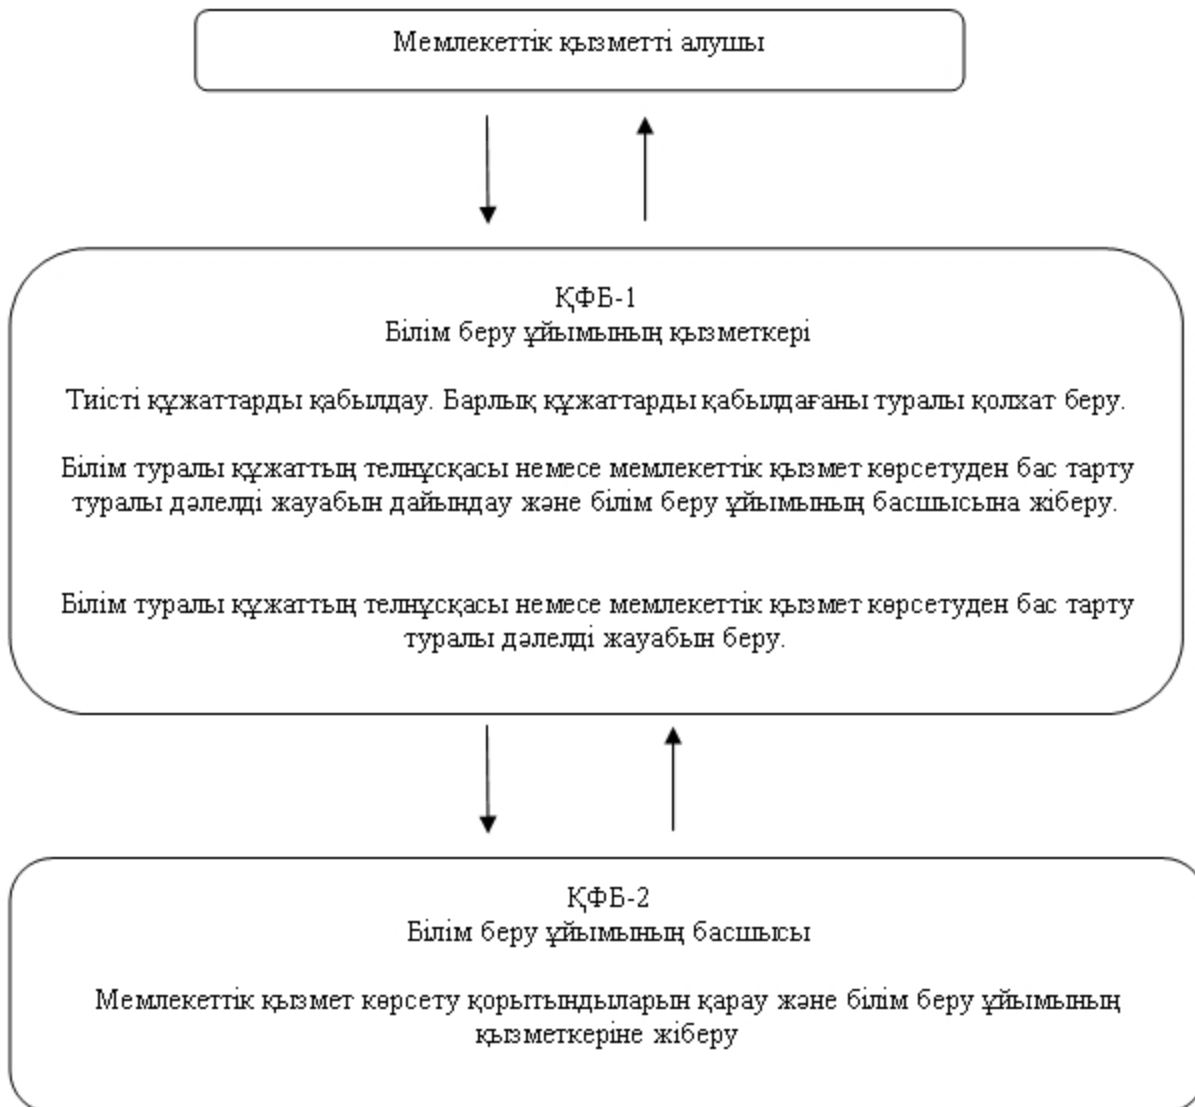 Мемлекеттік қызметті алушы
ҚФБ-1
Білім беру ұйымының қызметкері
Тиісті құжаттарды қабылдау. Барлық құжаттарды қабылдағаны туралы қолхат беру.
Білім туралы құжаттың телнұсқасы немесе мемлекеттік қызмет көрсетуден бас тарту
туралы дәлелді жауабын дайындау және білім беру ұйымының басшысына жіберу.
Білім туралы құжаттың телнұсқасы немесе мемлекеттік қызмет көрсетуден бас тарту
туралы дәлелді жауабын беру.
ҚФБ-2
Білім беру ұйымының басшысы
Мемлекеттік қызмет көрсету қорытындыларын қарау және білім беру ұйымының
қызметкеріне жіберу